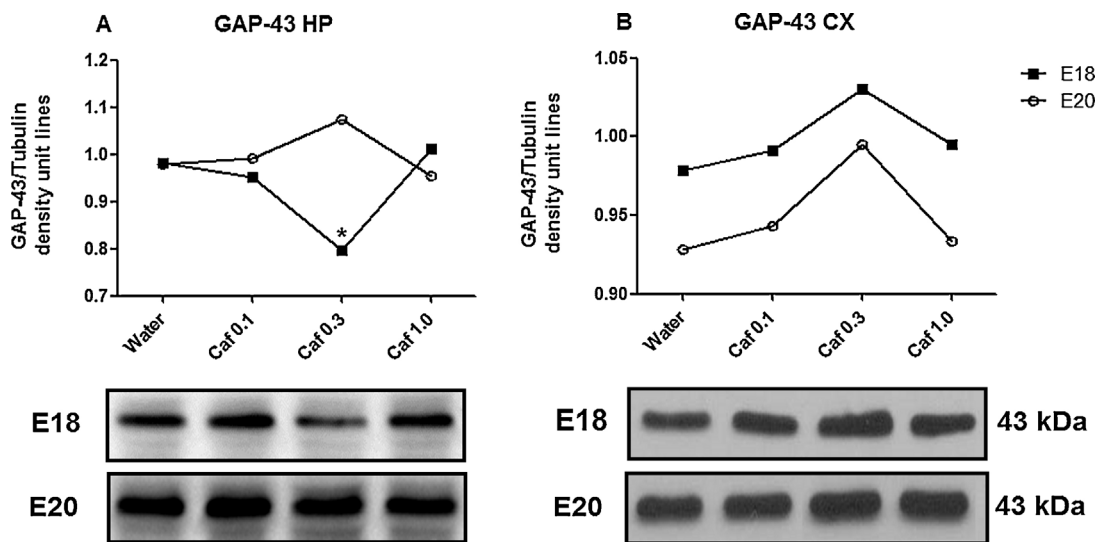 A
GAP-43 HP
GAP-43/Tubulin
density unit lines
1.2
1.1
1.0
0.9
0.8
0.7
*
Water
Caf 0.1
Caf 0.3
Caf 1.0
B
GAP-43 CX
GAP-43/Tubulin
density unit lines
1.05
1.00
0.95
0.90
Water
Caf 0.1
Caf 0.3
Caf 1.0
E18
E20
E18
E20
E18
43 kDa
E20
43 kDa